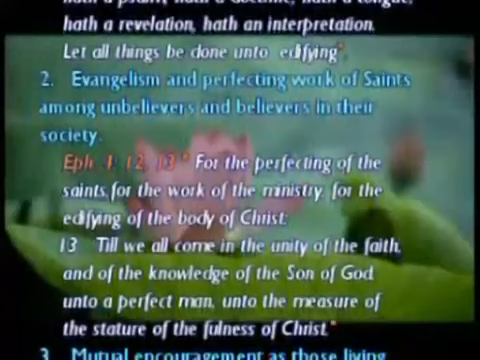 hath a psalm, hath a doctrine, hath a tongue,
hath a revelation, hath an interpretation.
Let all things be done unto edifying".
2. Evangelism and perfecting work of Saints
among unbelievers and believers in their
society.
Eph. 4: 12, 13 " For the perfecting of the
saints, for the work of the ministry, for the
edifying of the body of Christ:
13 Till we all come in the unity of the faith,
and of the knowledge of the Son of God,
unto a perfect man, unto the measure of
the stature of the fulness of Christ."
3. Mutual encouragement as those living